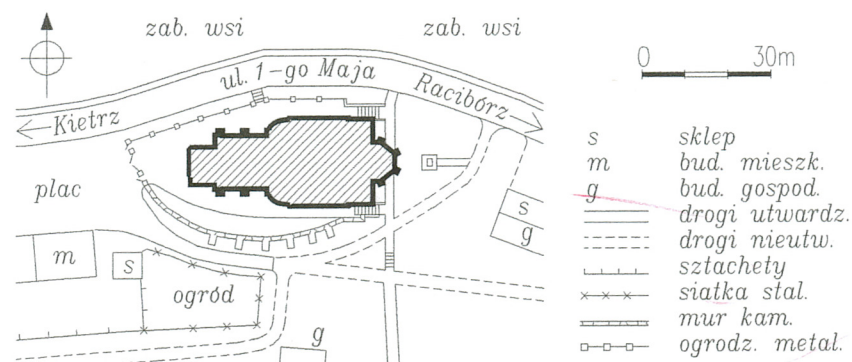 zab. wsi
zab. wsi
ul. 1-go Maja
Kietrz
Racibórz
plac
m
s
ogród
s
g
g
0 30m
s sklep
m bud. mieszk.
g bud. gospod.
drogi utwardz.
drogi nieutw.
sztachety
siatka stal.
mur kam.
ogrodz. metal.